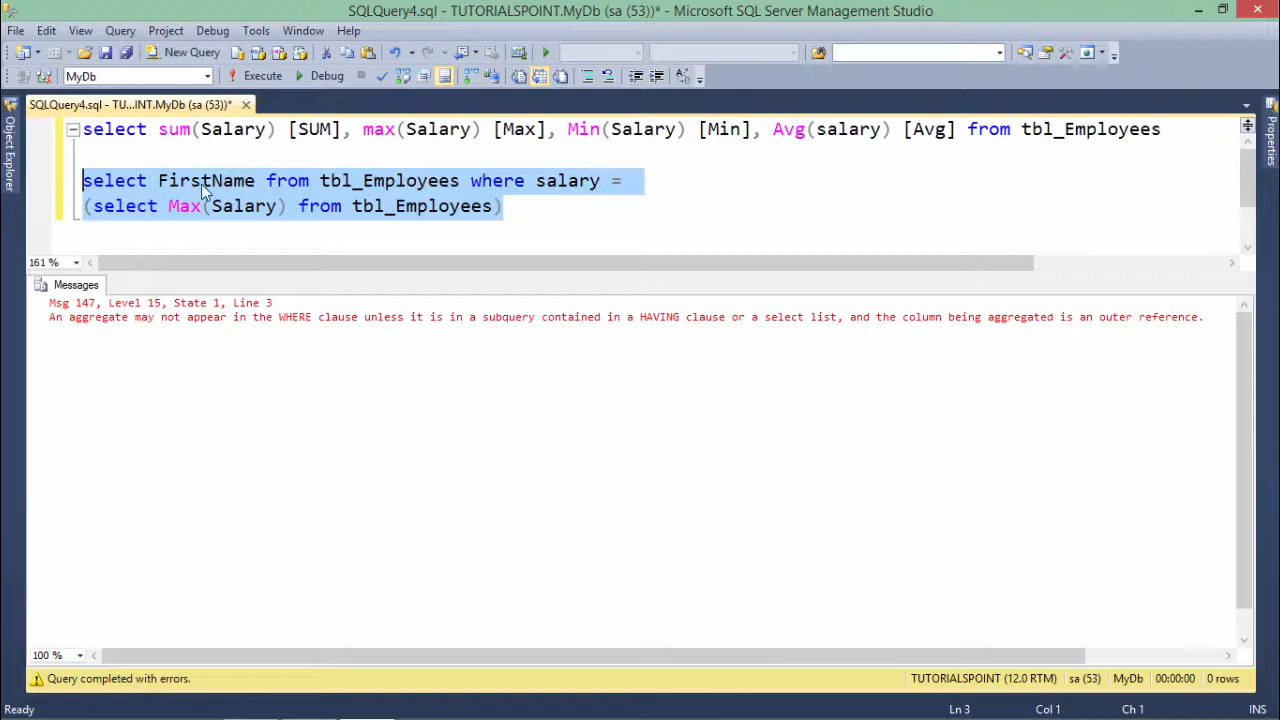 SQLQuery4.sql - TUTORIALSPOINT.MyDb (sa (53))* - Microsoft SQL Server Management Studio
File Edit View Query Project Debug Tools Window Help
New Query
MyDb Execute Debug
SQLQuery4.sql - TU...INT.MyDb (sa (53))*
Object Explorer
Properties
select sum(Salary) [SUM], max(Salary) [Max], Min(Salary) [Min], Avg(salary) [Avg] from tbl_Employees
select FirstName from tbl_Employees where salary =
(select Max(Salary) from tbl_Employees)
161 %
Messages
Msg 147, Level 15, State 1, Line 3
An aggregate may not appear in the WHERE clause unless it is in a subquery contained in a HAVING clause or a select list, and the column being aggregated is an outer reference.
100 %
Query completed with errors. TUTORIALSPOINT (12.0 RTM) sa (53) MyDb 00:00:00 0 rows
Ready Ln 3 Col 1 Ch 1 INS